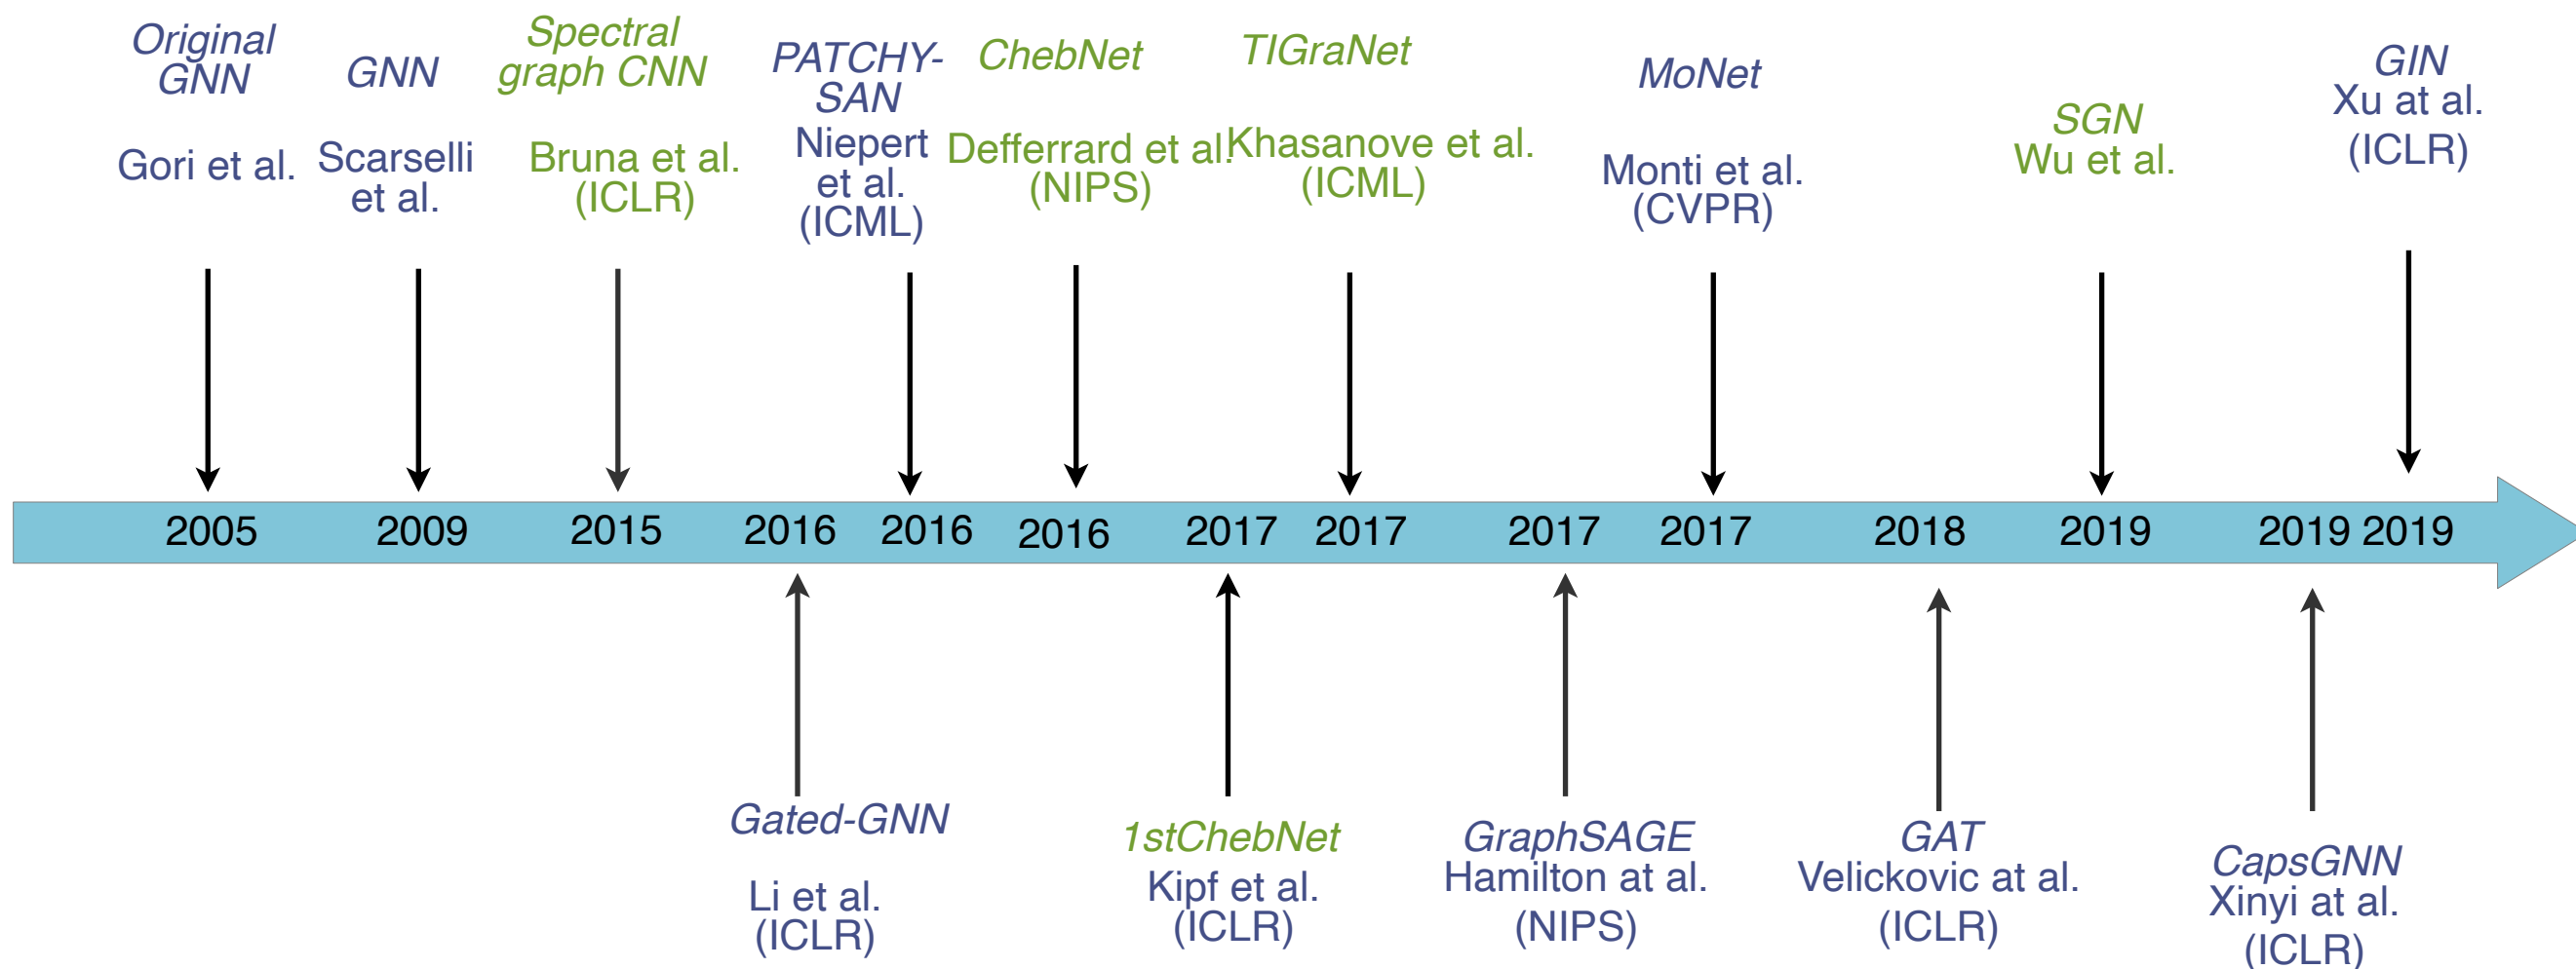 Original
GNN
Gori et al.
GNN
Scarselli
et al.
Spectral
graph CNN
Bruna et al.
(ICLR)
PATCHY-
SAN
Niepert
et al.
(ICML)
ChebNet
Defferrard et al.
(NIPS)
TIGraNet
Khasanove et al.
(ICML)
MoNet
Monti et al.
(CVPR)
SGN
Wu et al.
GIN
Xu at al.
(ICLR)
2005 2009 2015 2016 2016 2016 2017 2017 2017 2017 2018 2019 2019 2019
Gated-GNN
Li et al.
(ICLR)
1stChebNet
Kipf et al.
(ICLR)
GraphSAGE
Hamilton at al.
(NIPS)
GAT
Velickovic at al.
(ICLR)
CapsGNN
Xinyi at al.
(ICLR)